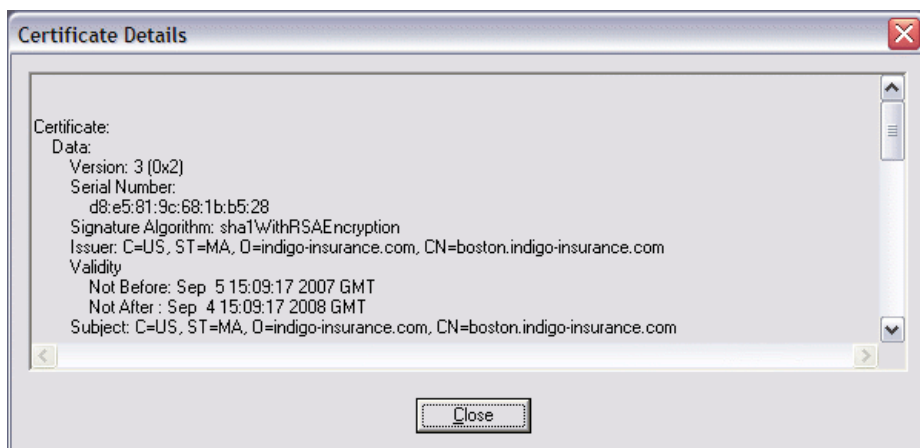 Certificate Details
Certificate:
Data:
Version: 3 (0x2)
Serial Number:
d8:e5:81:9c:68:1b:b5:28
Signature Algorithm: sha1WithRSAEncryption
Issuer: C=US, ST=MA, O=indigo-insurance.com, CN=boston.indigo-insurance.com
Validity
Not Before: Sep  5 15:09:17 2007 GMT
Not After : Sep  4 15:09:17 2008 GMT
Subject: C=US, ST=MA, O=indigo-insurance.com, CN=boston.indigo-insurance.com
Close